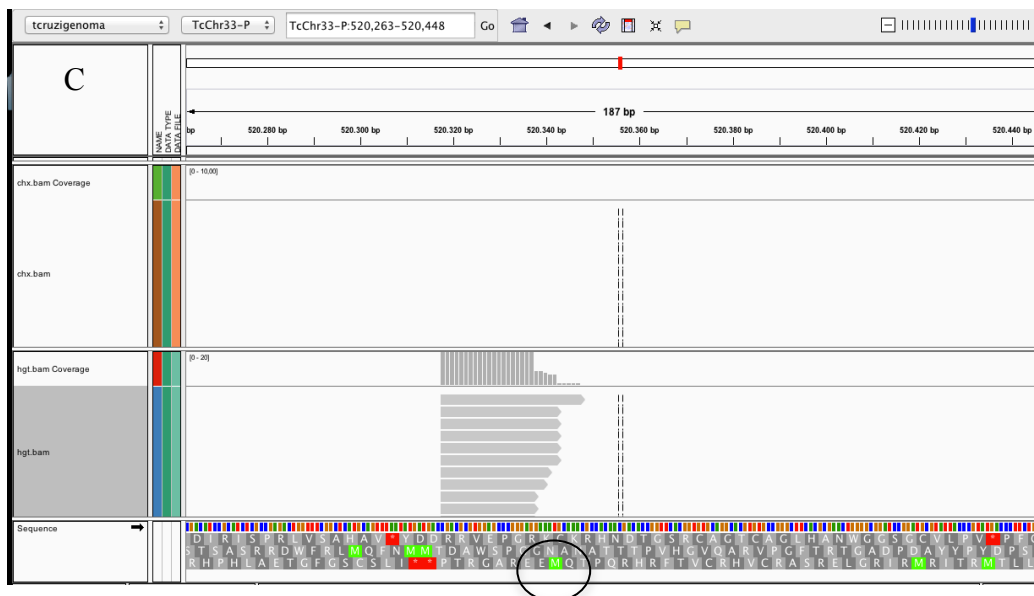 tcruzigenoma TcChr33-P TcChr33-P:520,263-520,448 Go
C
NAME
DATA TYPE
DATA FILE
187 bp
bp 520.280 bp 520.300 bp 520.320 bp 520.340 bp 520.360 bp 520.380 bp 520.400 bp 520.420 bp 520.440 bp
chx.bam Coverage
[0 - 10,00]
chx.bam
hgt.bam Coverage
[0 - 20]
hgt.bam
Sequence
D I R I S P R L V S A H A V * Y D D R R V E P G R K R H N D T G S R C A G T C A G L H A N W G G S G C V L P V * P F
S T S A S R R D W F R L M Q F N M M T D A W S P G N A T T T P V H G V Q A R V P G F T R T G A D P D A Y Y P Y D P S
R H P H L A E T G F G S C S L I * * P T R G A R E E M Q T P Q R H R F T V C R H V C R A S R E L G R I R M R I T R M T L L